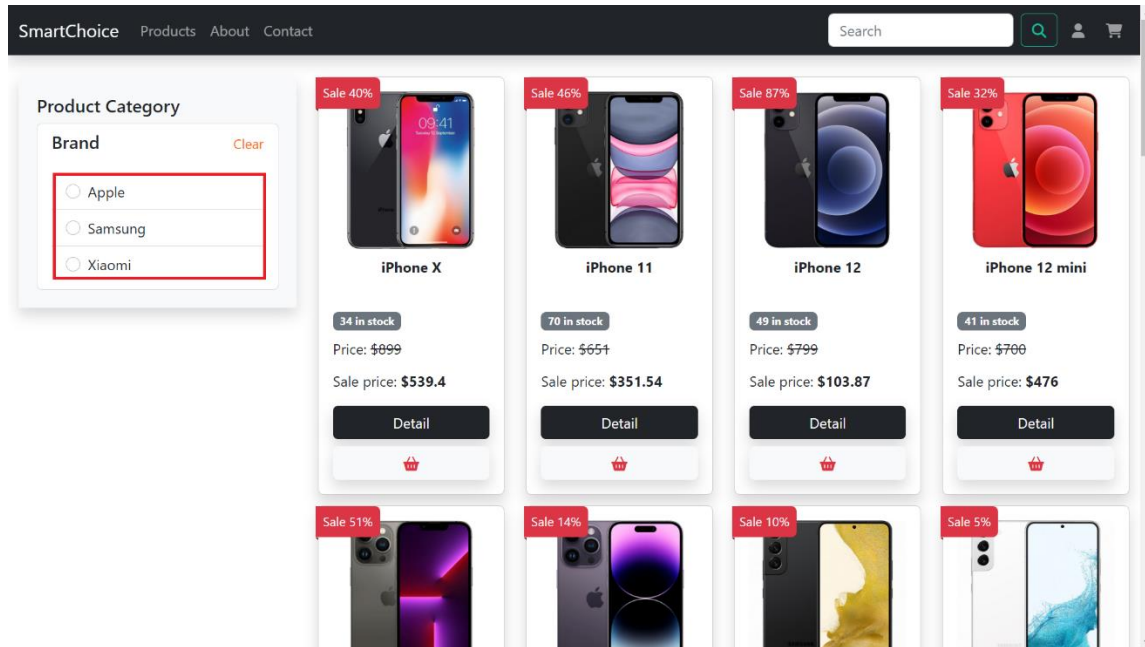 SmartChoice Products About Contact Search
Product Category
Brand Clear
Apple
Samsung
Xiaomi
Sale 40% Sale 46% Sale 87% Sale 32%
09:41
iPhone X iPhone 11 iPhone 12 iPhone 12 mini
34 in stock 70 in stock 49 in stock 41 in stock
Price: $899 Price: $651 Price: $799 Price: $700
Sale price: $539.4 Sale price: $351.54 Sale price: $103.87 Sale price: $476
Detail Detail Detail Detail
Sale 51% Sale 14% Sale 10% Sale 5%